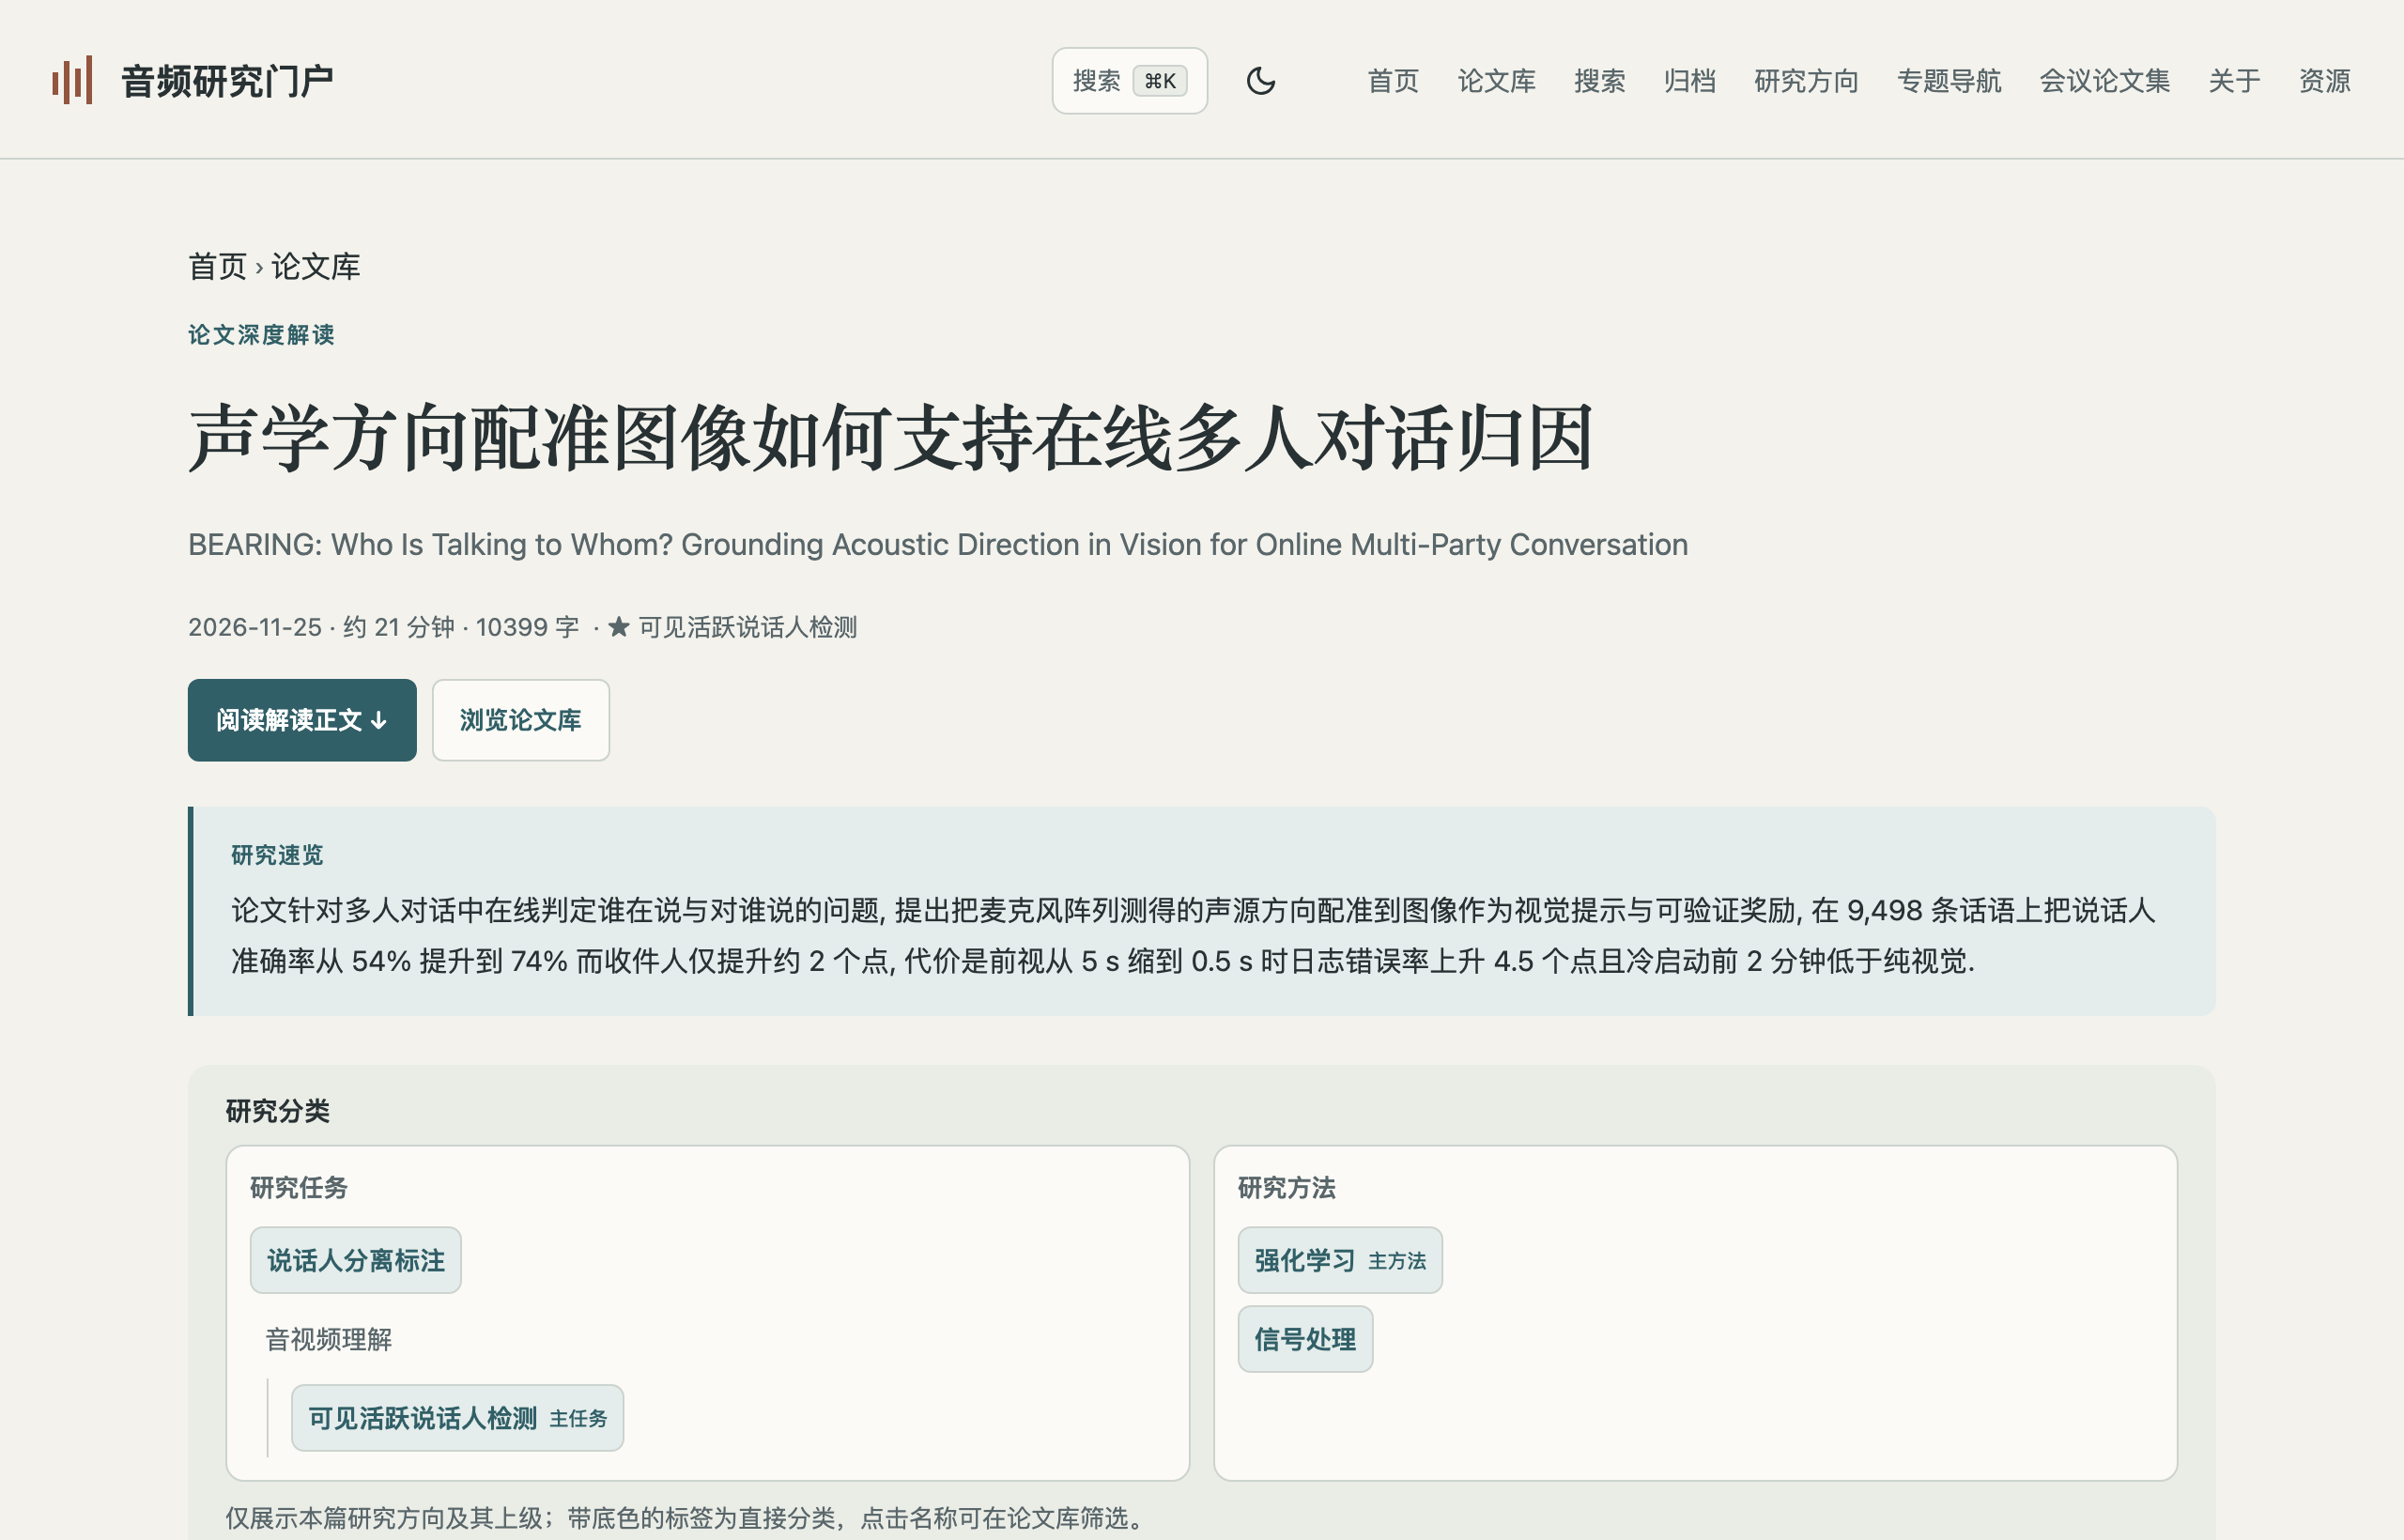 音频研究门户
搜索 ⌘K
首页 论文库 搜索 归档 研究方向 专题导航 会议论文集 关于 资源
首页 › 论文库
论文深度解读
声学方向配准图像如何支持在线多人对话归因
BEARING: Who Is Talking to Whom? Grounding Acoustic Direction in Vision for Online Multi-Party Conversation
2026-11-25 · 约 21 分钟 · 10399 字 · ★ 可见活跃说话人检测
阅读解读正文 ↓ 浏览论文库
研究速览
论文针对多人对话中在线判定谁在说与对谁说的问题, 提出把麦克风阵列测得的声源方向配准到图像作为视觉提示与可验证奖励, 在 9,498 条话语上把说话人
准确率从 54% 提升到 74% 而收件人仅提升约 2 个点, 代价是前视从 5 s 缩到 0.5 s 时日志错误率上升 4.5 个点且冷启动前 2 分钟低于纯视觉.
研究分类
研究任务
说话人分离标注
音视频理解
可见活跃说话人检测 主任务
研究方法
强化学习 主方法
信号处理
仅展示本篇研究方向及其上级；带底色的标签为直接分类，点击名称可在论文库筛选。